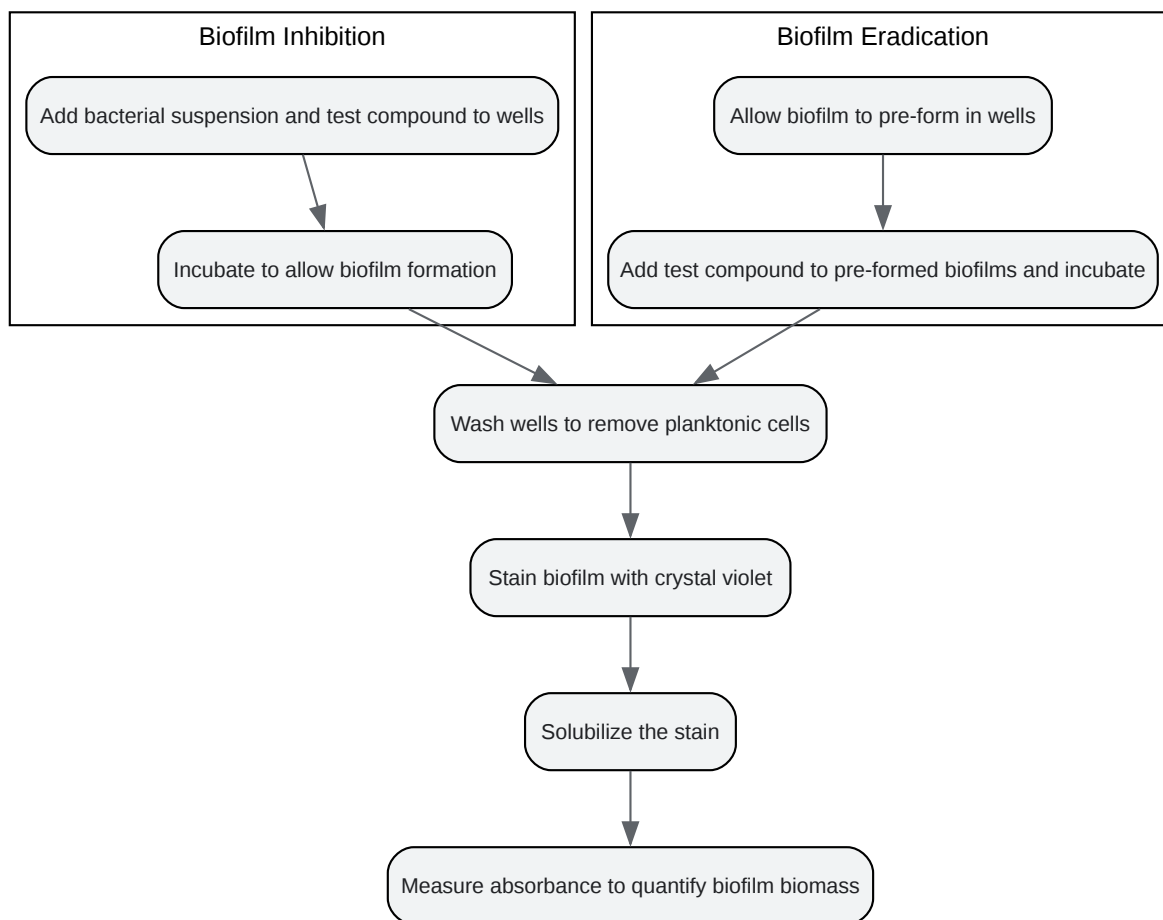 Biofilm Inhibition
Add bacterial suspension and test compound to wells
Incubate to allow biofilm formation
Biofilm Eradication
Allow biofilm to pre-form in wells
Add test compound to pre-formed biofilms and incubate
Wash wells to remove planktonic cells
Stain biofilm with crystal violet
Solubilize the stain
Measure absorbance to quantify biofilm biomass